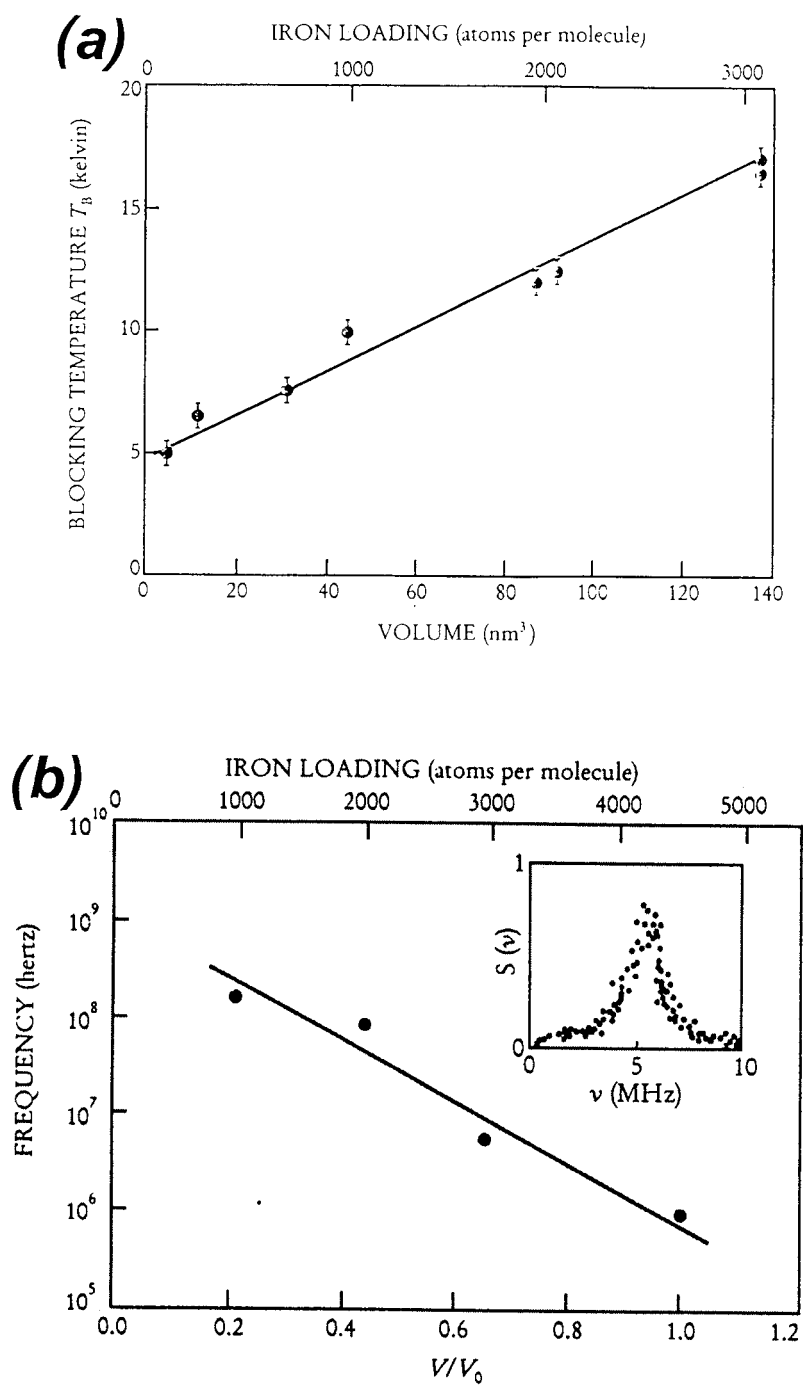 (a)
IRON LOADING (atoms per molecule)
0 1000 2000 3000
BLOCKING TEMPERATURE T_B (kelvin)
20
15
10
5
0
0 20 40 60 80 100 120 140
VOLUME (nm³)
(b)
IRON LOADING (atoms per molecule)
0 1000 2000 3000 4000 5000
FREQUENCY (hertz)
10¹⁰
10⁹
10⁸
10⁷
10⁶
10⁵
0.0 0.2 0.4 0.6 0.8 1.0 1.2
V/V₀
S (ν)
1
0
0 5 10
ν (MHz)